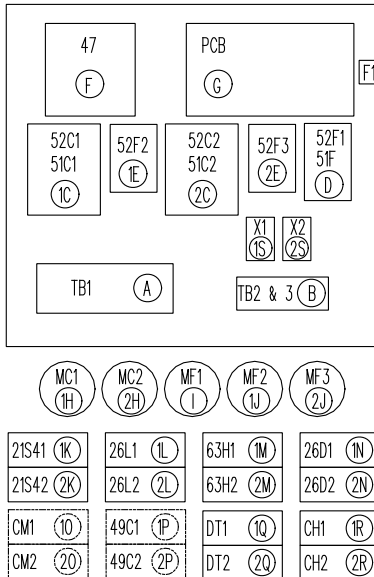 47
PCB
F
G
F1
52C1
51C1
1C
52F2
1E
52C2
51C2
2C
52F3
2E
52F1
51F
D
X1
1S
X2
2S
TB1 A
TB2 & 3 B
MC1
1H
MC2
2H
MF1
I
MF2
1J
MF3
2J
21S41 1K 26L1 1L 63H1 1M 26D1 1N
21S42 2K 26L2 2L 63H2 2M 26D2 2N
CM1 1O 49C1 1P DT1 1Q CH1 1R
CM2 2O 49C2 2P DT2 2Q CH2 2R